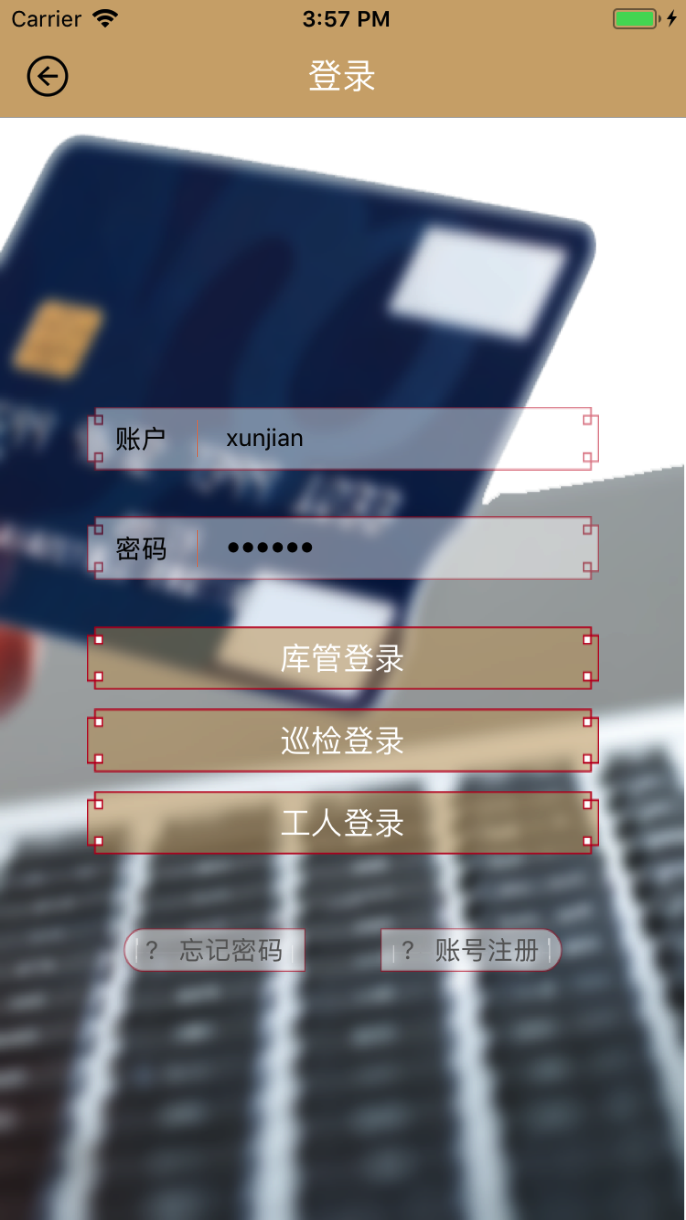 Carrier 3:57 PM
登录
账户 xunjian
密码 ••••••
库管登录
巡检登录
工人登录
? 忘记密码 ? 账号注册